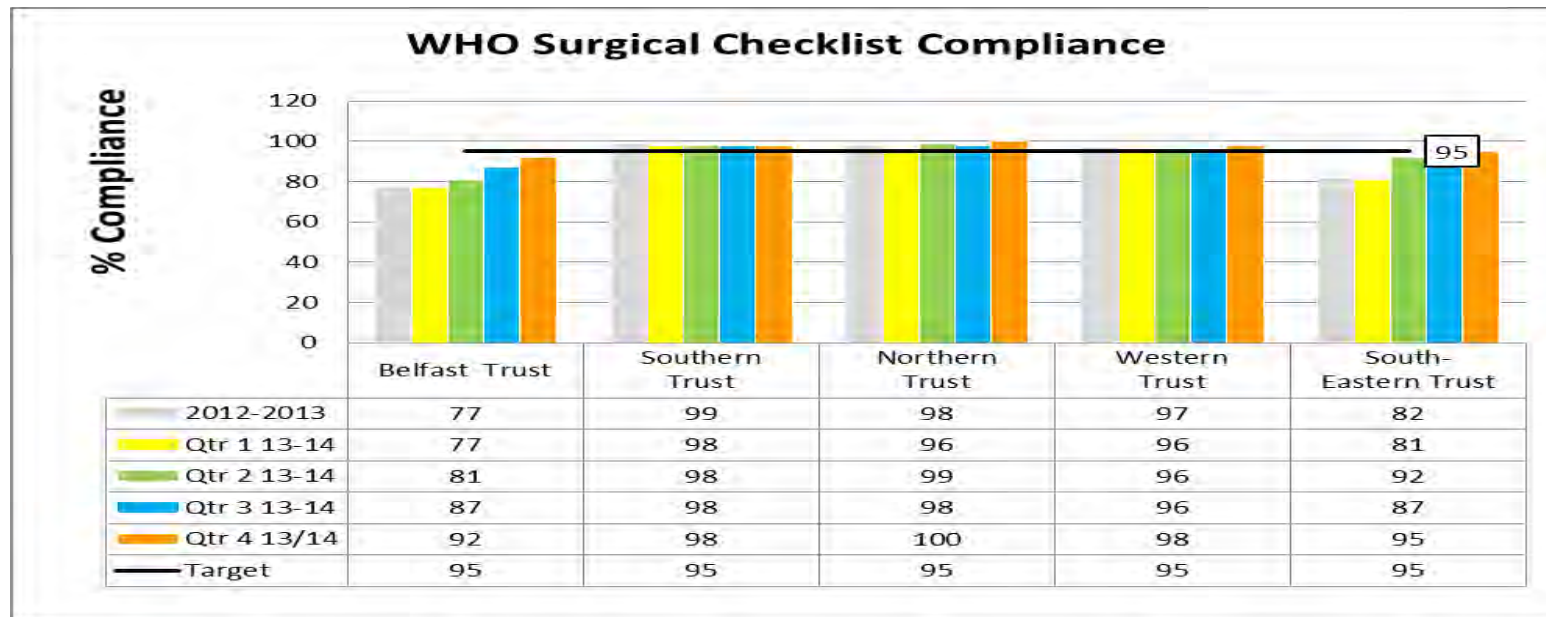 WHO Surgical Checklist Compliance
% Compliance
120
100
80
60
40
20
0
95
Belfast Trust Southern Trust Northern Trust Western Trust South-Eastern Trust
2012-2013 77 99 98 97 82
Qtr 1 13-14 77 98 96 96 81
Qtr 2 13-14 81 98 99 96 92
Qtr 3 13-14 87 98 98 96 87
Qtr 4 13/14 92 98 100 98 95
Target 95 95 95 95 95